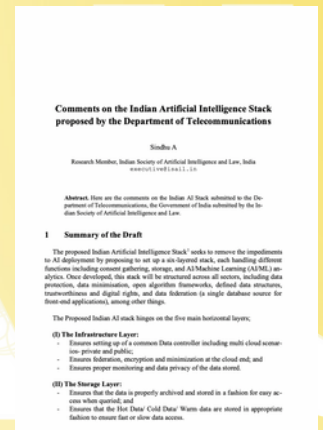 Comments on the Indian Artificial Intelligence Stack
proposed by the Department of Telecommunications
Sindhu A
Research Member, Indian Society of Artificial Intelligence and Law, India
executive@isail.in
Abstract. Here are the comments on the Indian AI Stack submitted to the De-
partment of Telecommunications, the Government of India submitted by the In-
dian Society of Artificial Intelligence and Law.
1 Summary of the Draft
The proposed Indian Artificial Intelligence Stack¹ seeks to remove the impediments
to AI deployment by proposing to set up a six-layered stack, each handling different
functions including consent gathering, storage, and AI/Machine Learning (AI/ML) an-
alytics. Once developed, this stack will be structured across all sectors, including data
protection, data minimisation, open algorithm frameworks, defined data structures,
trustworthiness and digital rights, and data federation (a single database source for
front-end applications), among other things.
The Proposed Indian AI stack hinges on the five main horizontal layers;
(I) The Infrastructure Layer:
- Ensures setting up of a common Data controller including multi cloud scenar-
ios- private and public;
- Ensures federation, encryption and minimization at the cloud end; and
- Ensures proper monitoring and data privacy of the data stored.
(II) The Storage Layer:
- Ensures that the data is properly archived and stored in a fashion for easy ac-
cess when queried; and
- Ensures that the Hot Data/ Cold Data/ Warm data are stored in appropriate
fashion to ensure fast or slow data access.